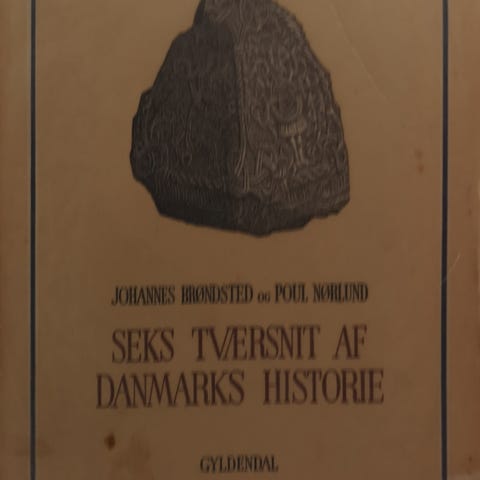 JOHANNES BRØNDSTED OG POUL NØRLUND
SEKS TVÆRSNIT AF
DANMARKS HISTORIE
GYLDENDAL